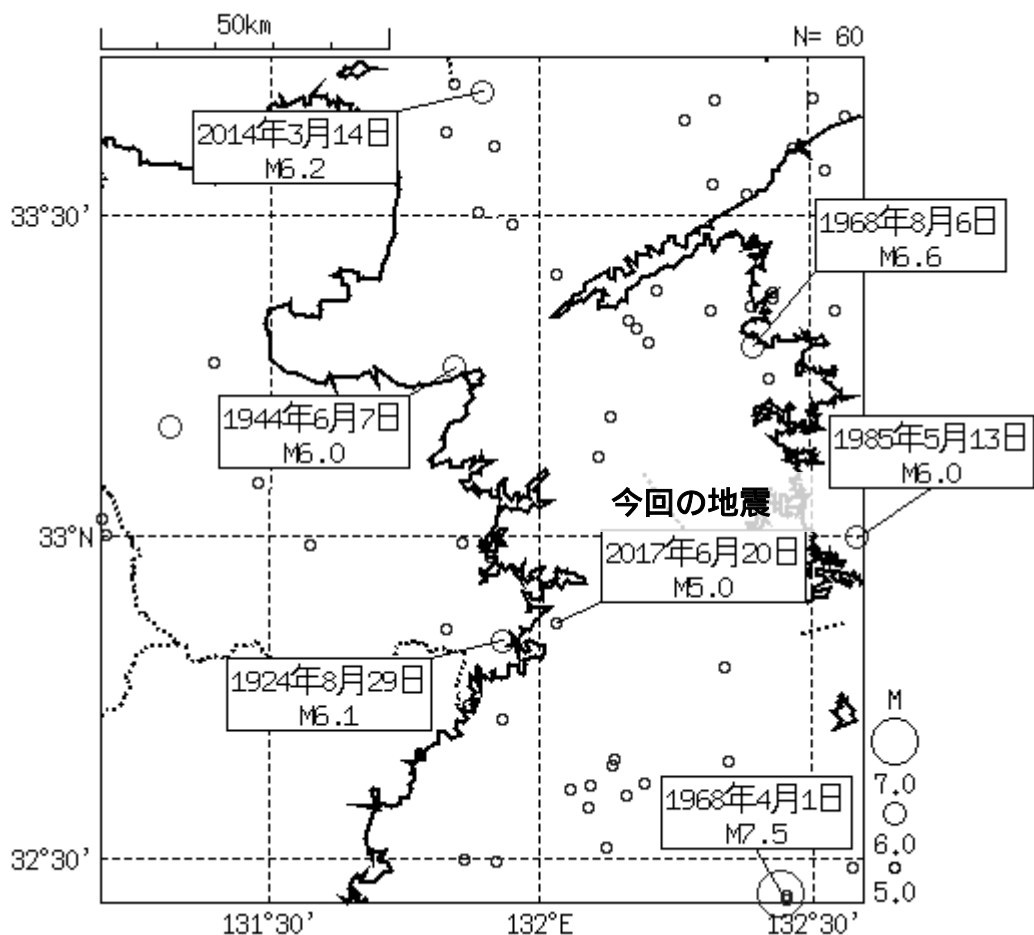 50km
N= 60
2014年3月14日
M6.2
33°30'
1968年8月6日
M6.6
1944年6月7日
M6.0
1985年5月13日
M6.0
今回の地震
33°N
2017年6月20日
M5.0
1924年8月29日
M6.1
M
7.0
1968年4月1日
M7.5
6.0
32°30'
5.0
131°30'
132°E
132°30'